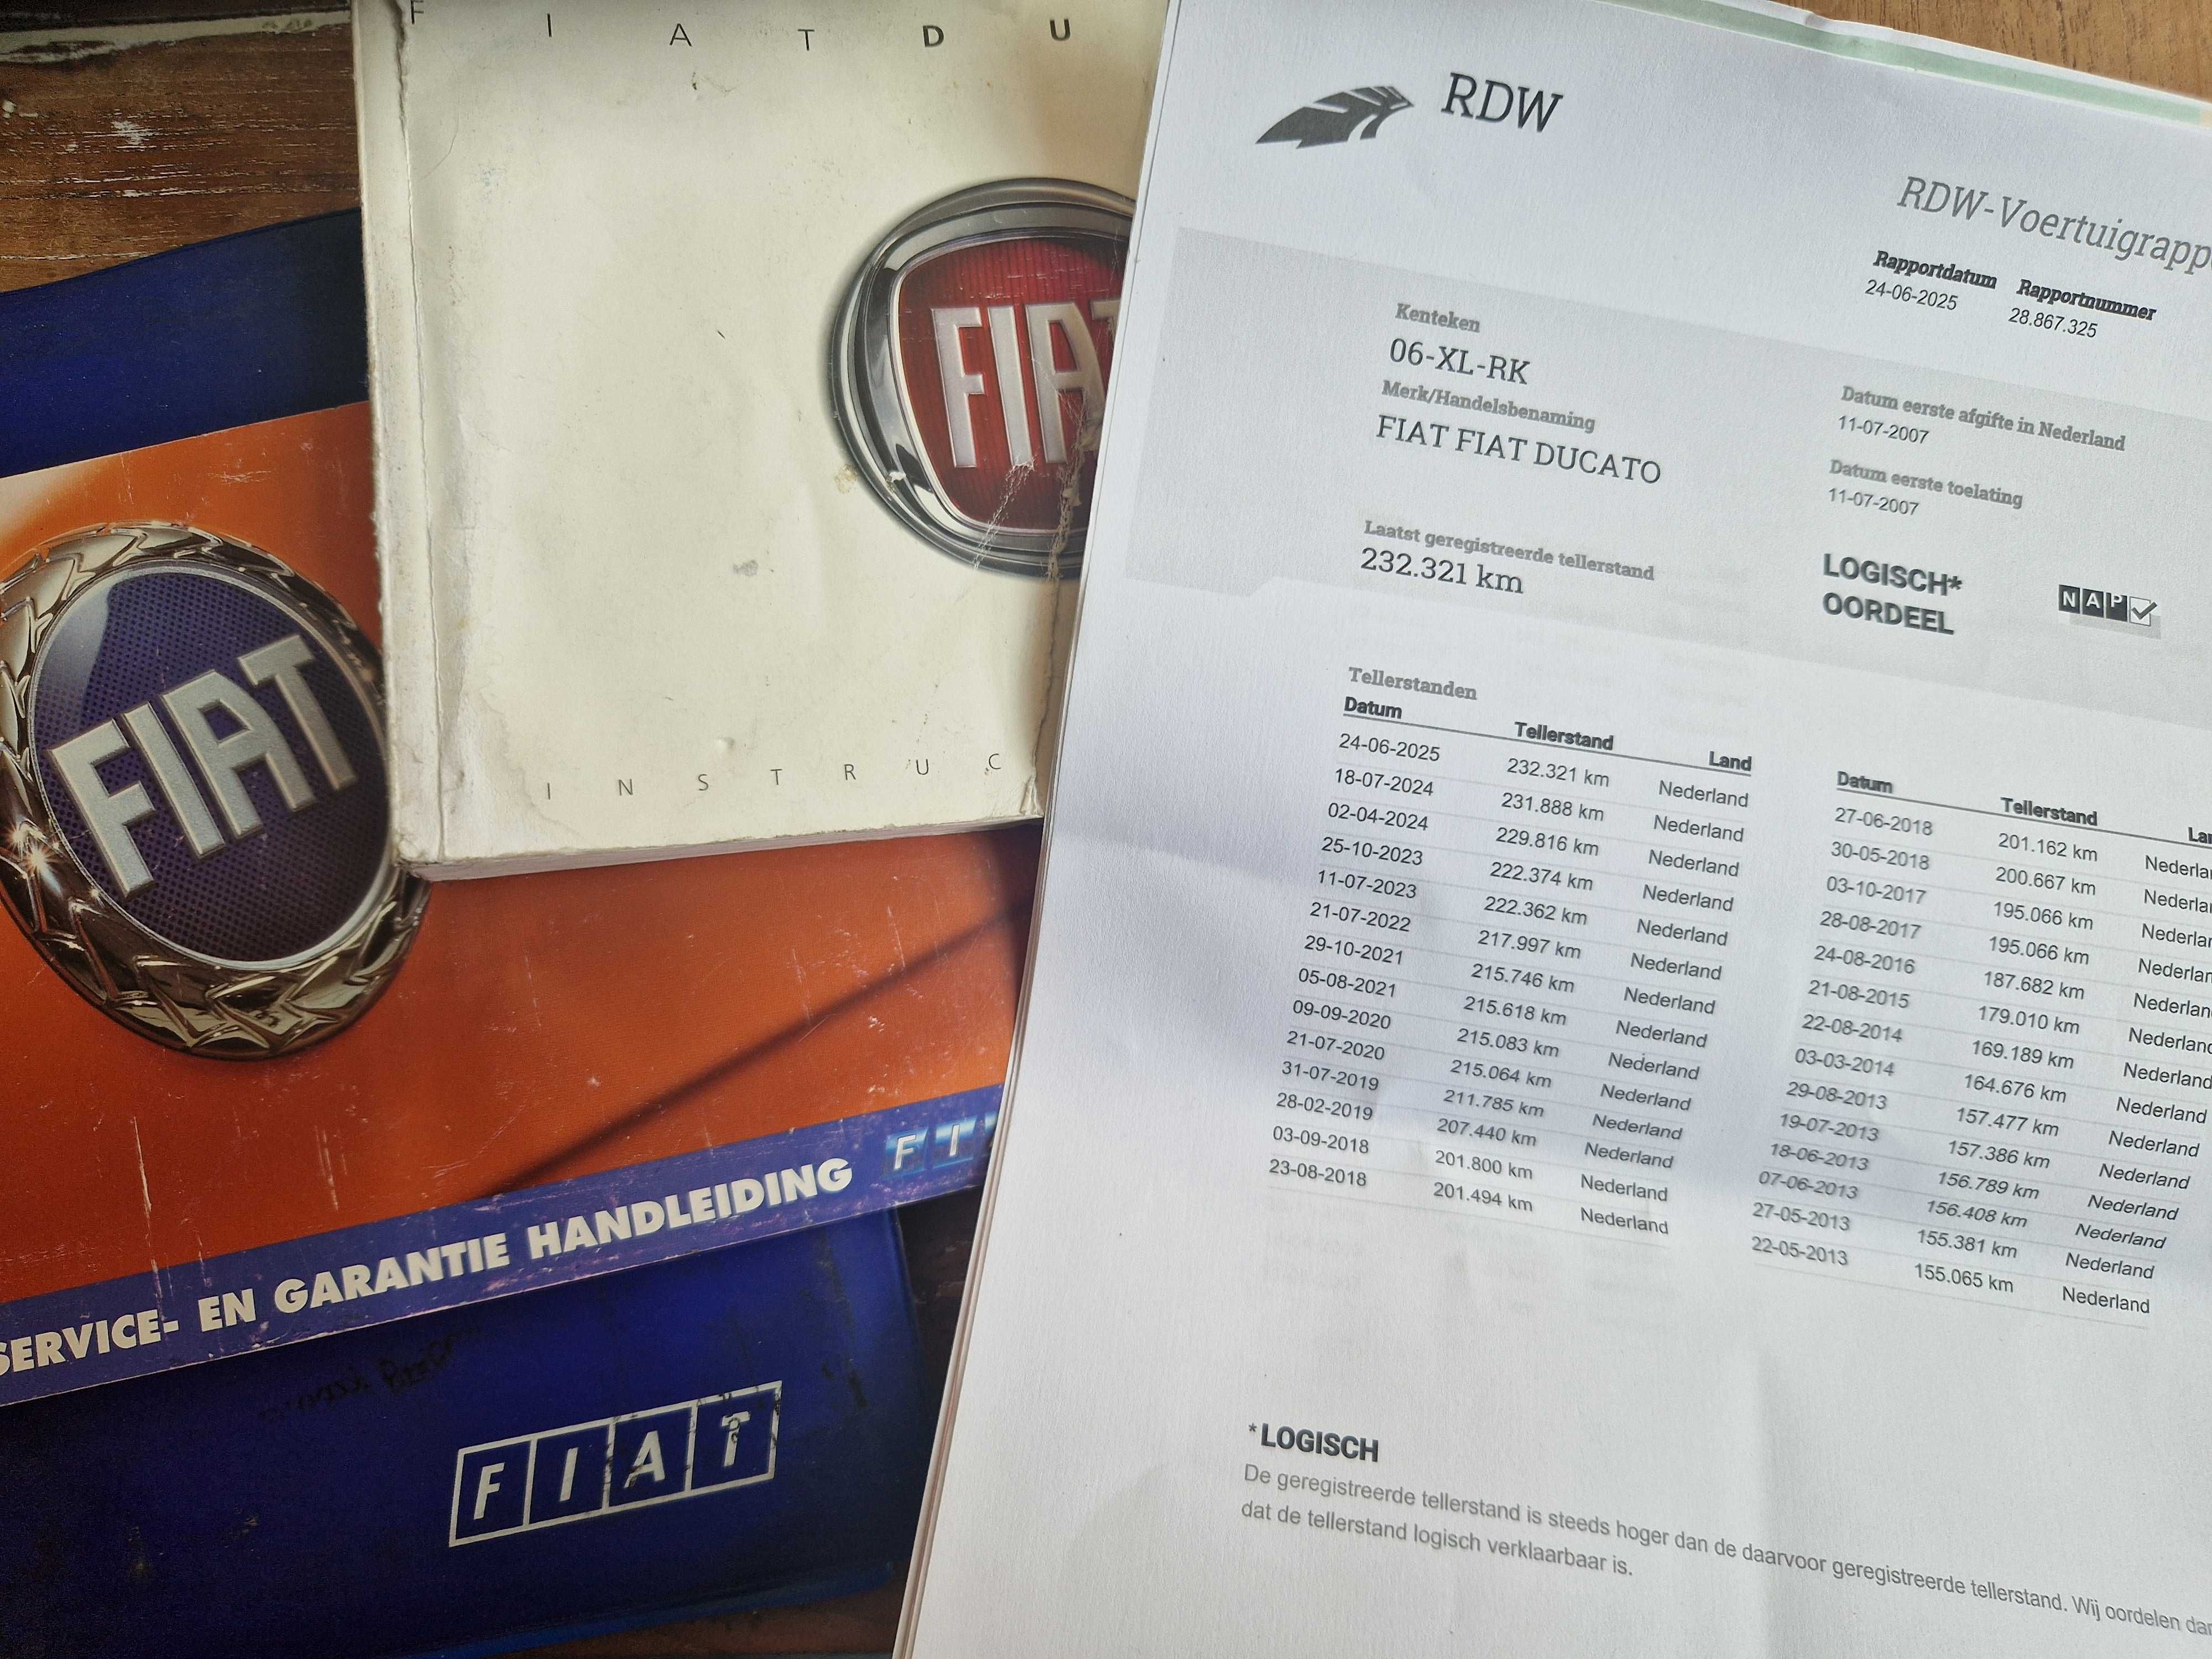 F I A T D U
FIAT
I N S T R U C
FIAT
SERVICE- EN GARANTIE HANDLEIDING
F I A T
RDW
RDW-Voertuigrapp
Rapportdatum Rapportnummer
24-06-2025 28.867.325
Kenteken
06-XL-RK
Merk/Handelsbenaming
FIAT FIAT DUCATO
Laatst geregistreerde tellerstand
232.321 km
Datum eerste afgifte in Nederland
11-07-2007
Datum eerste toelating
11-07-2007
LOGISCH*
OORDEEL
NAP
Tellerstanden
Datum Tellerstand Land
24-06-2025 232.321 km Nederland
18-07-2024 231.888 km Nederland
02-04-2024 229.816 km Nederland
25-10-2023 222.374 km Nederland
11-07-2023 222.362 km Nederland
21-07-2022 217.997 km Nederland
29-10-2021 215.746 km Nederland
05-08-2021 215.618 km Nederland
09-09-2020 215.083 km Nederland
21-07-2020 215.064 km Nederland
31-07-2019 211.785 km Nederland
28-02-2019 207.440 km Nederland
03-09-2018 201.800 km Nederland
23-08-2018 201.494 km Nederland
Datum Tellerstand La
27-06-2018 201.162 km Nederla
30-05-2018 200.667 km Nederla
03-10-2017 195.066 km Nederla
28-08-2017 195.066 km Nederlan
24-08-2016 187.682 km Nederlan
21-08-2015 179.010 km Nederland
22-08-2014 169.189 km Nederland
03-03-2014 164.676 km Nederland
29-08-2013 157.477 km Nederland
19-07-2013 157.386 km Nederland
18-06-2013 156.789 km Nederland
07-06-2013 156.408 km Nederland
27-05-2013 155.381 km Nederland
22-05-2013 155.065 km Nederland
*LOGISCH
De geregistreerde tellerstand is steeds hoger dan de daarvoor geregistreerde tellerstand. Wij oordelen dan
dat de tellerstand logisch verklaarbaar is.